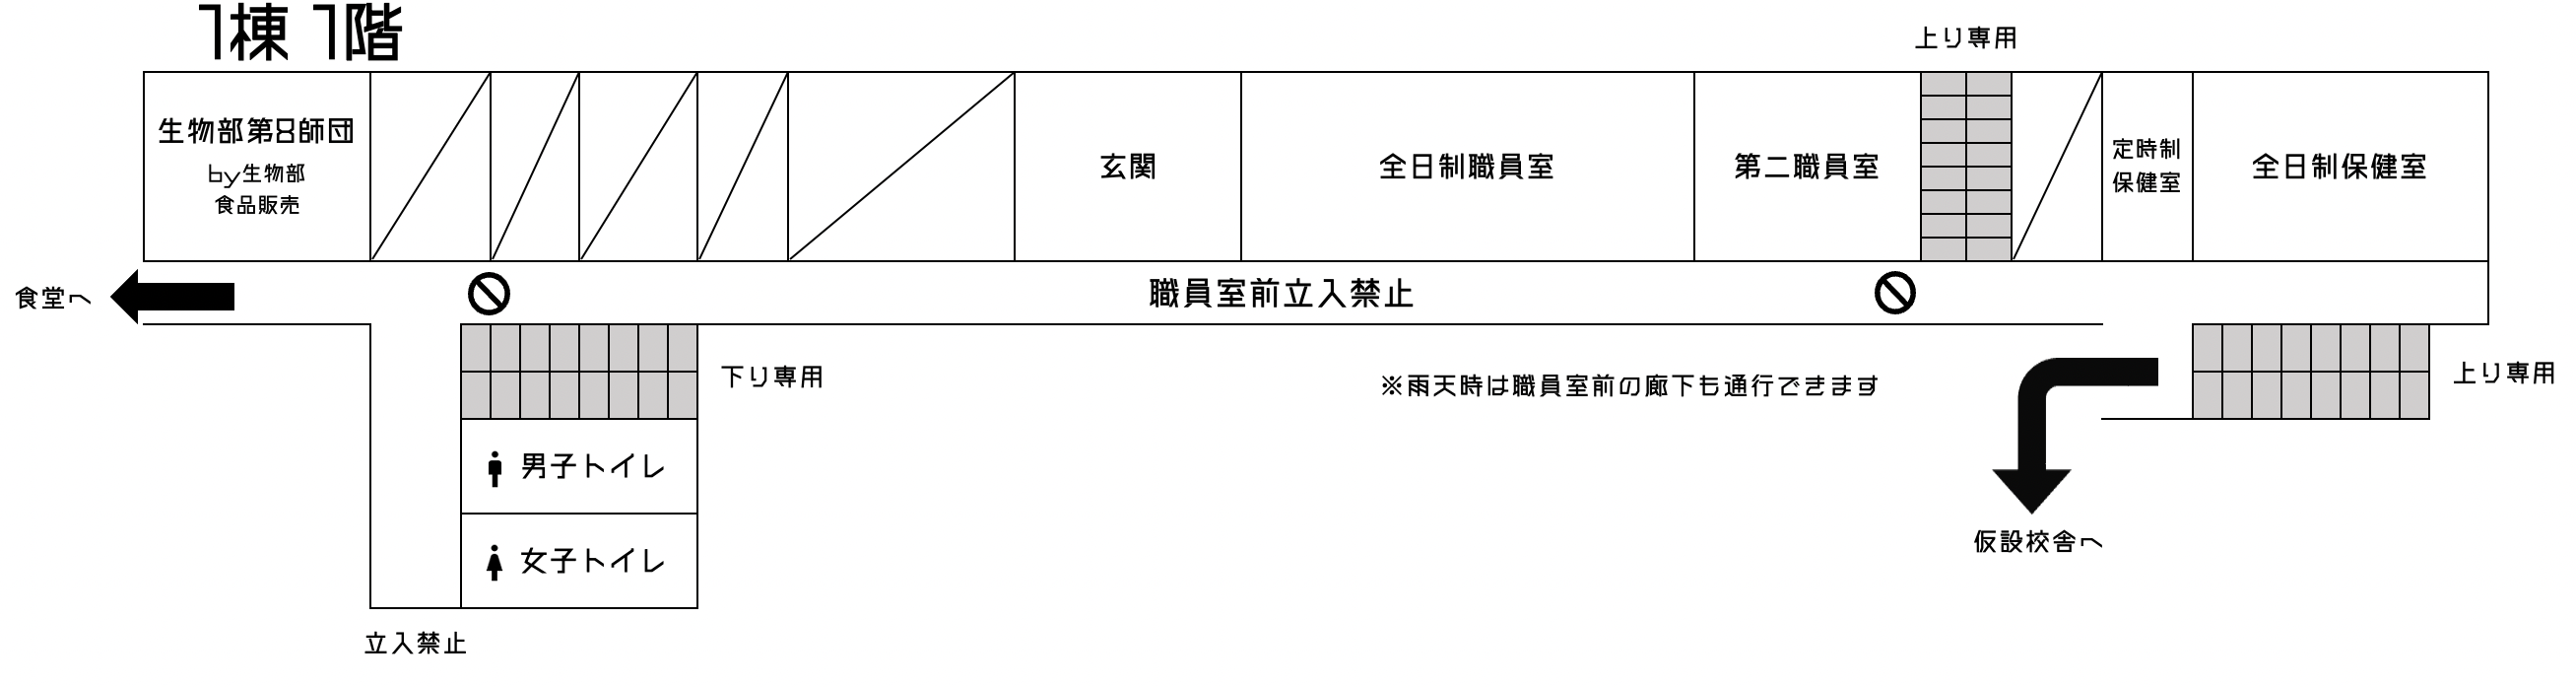 1棟 1階
上り専用
生物部第8師団
by生物部
食品販売
玄関
全日制職員室
第二職員室
定時制
保健室
全日制保健室
食堂へ
職員室前立入禁止
下り専用
※雨天時は職員室前の廊下も通行できます
上り専用
男子トイレ
女子トイレ
仮設校舎へ
立入禁止